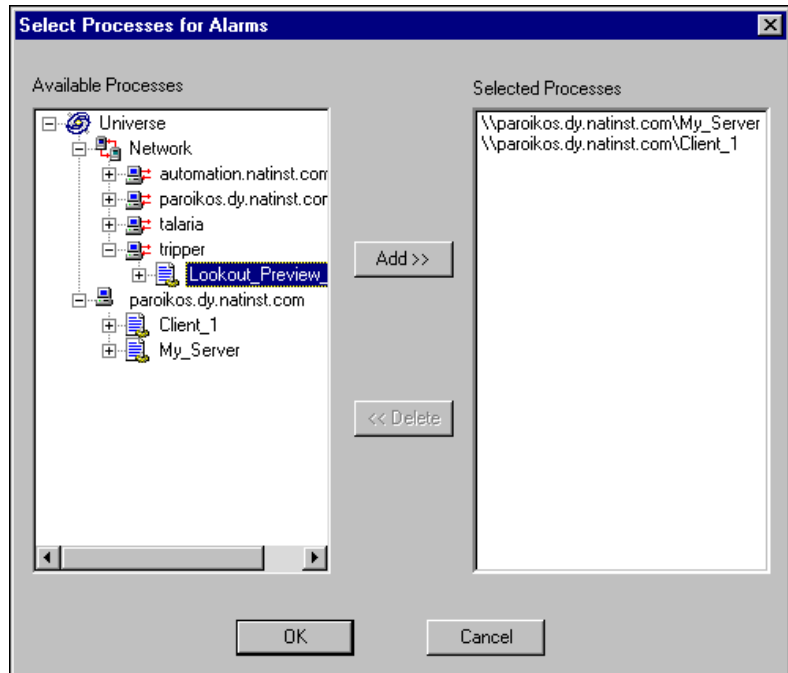 Select Processes for Alarms
Available Processes
Universe
Network
automation.natinst.com
paroikos.dy.natinst.cor
talaria
tripper
Lookout_Preview_
paroikos.dy.natinst.com
Client_1
My_Server
Add >>
<< Delete
Selected Processes
\\paroikos.dy.natinst.com\My_Server
\\paroikos.dy.natinst.com\Client_1
OK
Cancel